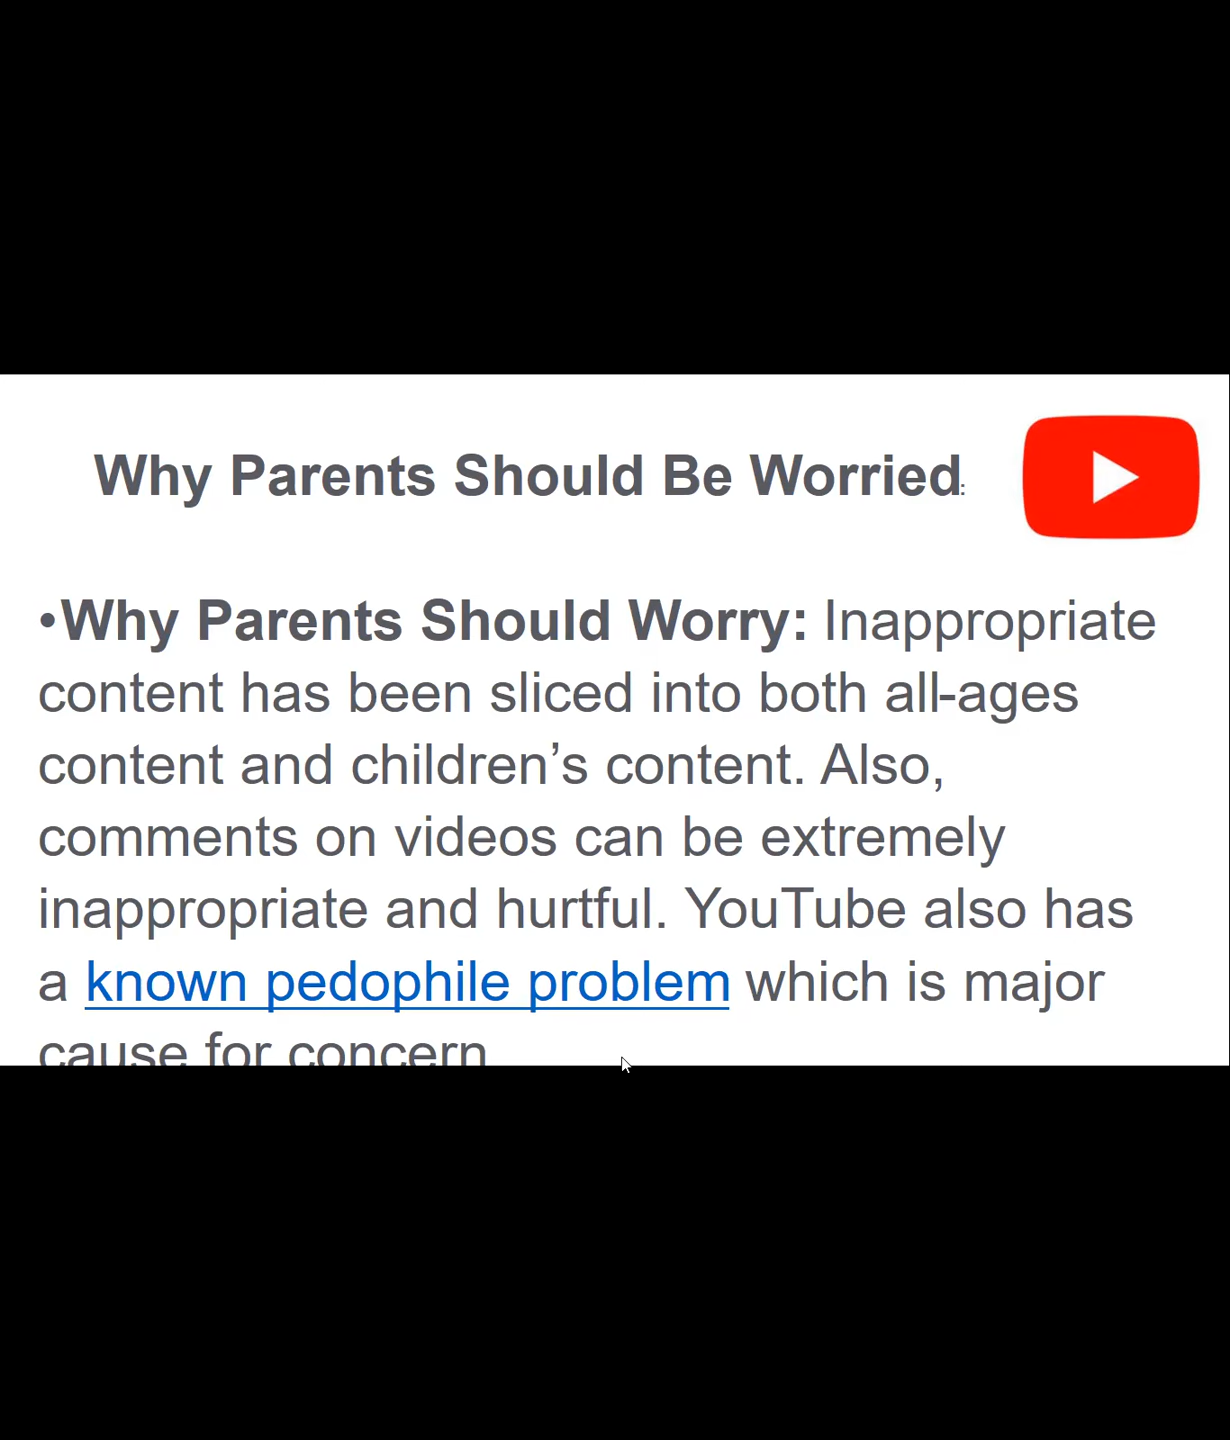 Why Parents Should Be Worried:
•Why Parents Should Worry: Inappropriate
content has been sliced into both all-ages
content and children’s content. Also,
comments on videos can be extremely
inappropriate and hurtful. YouTube also has
a known pedophile problem which is major
cause for concern